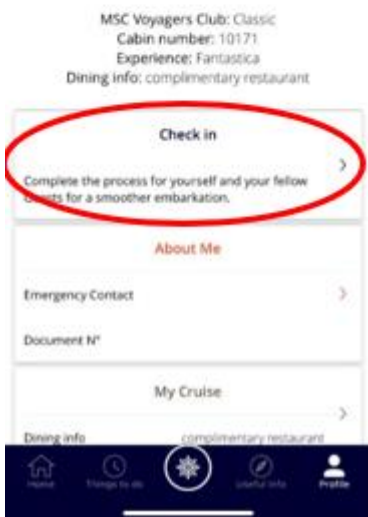 MSC Voyagers Club: Classic
Cabin number: 10171
Experience: Fantastica
Dining info: complimentary restaurant
Check in
Complete the process for yourself and your fellow
guests for a smoother embarkation.
About Me
Emergency Contact
Document N°
My Cruise
Dining info complimentary restaurant
Home Things to do Useful info Profile